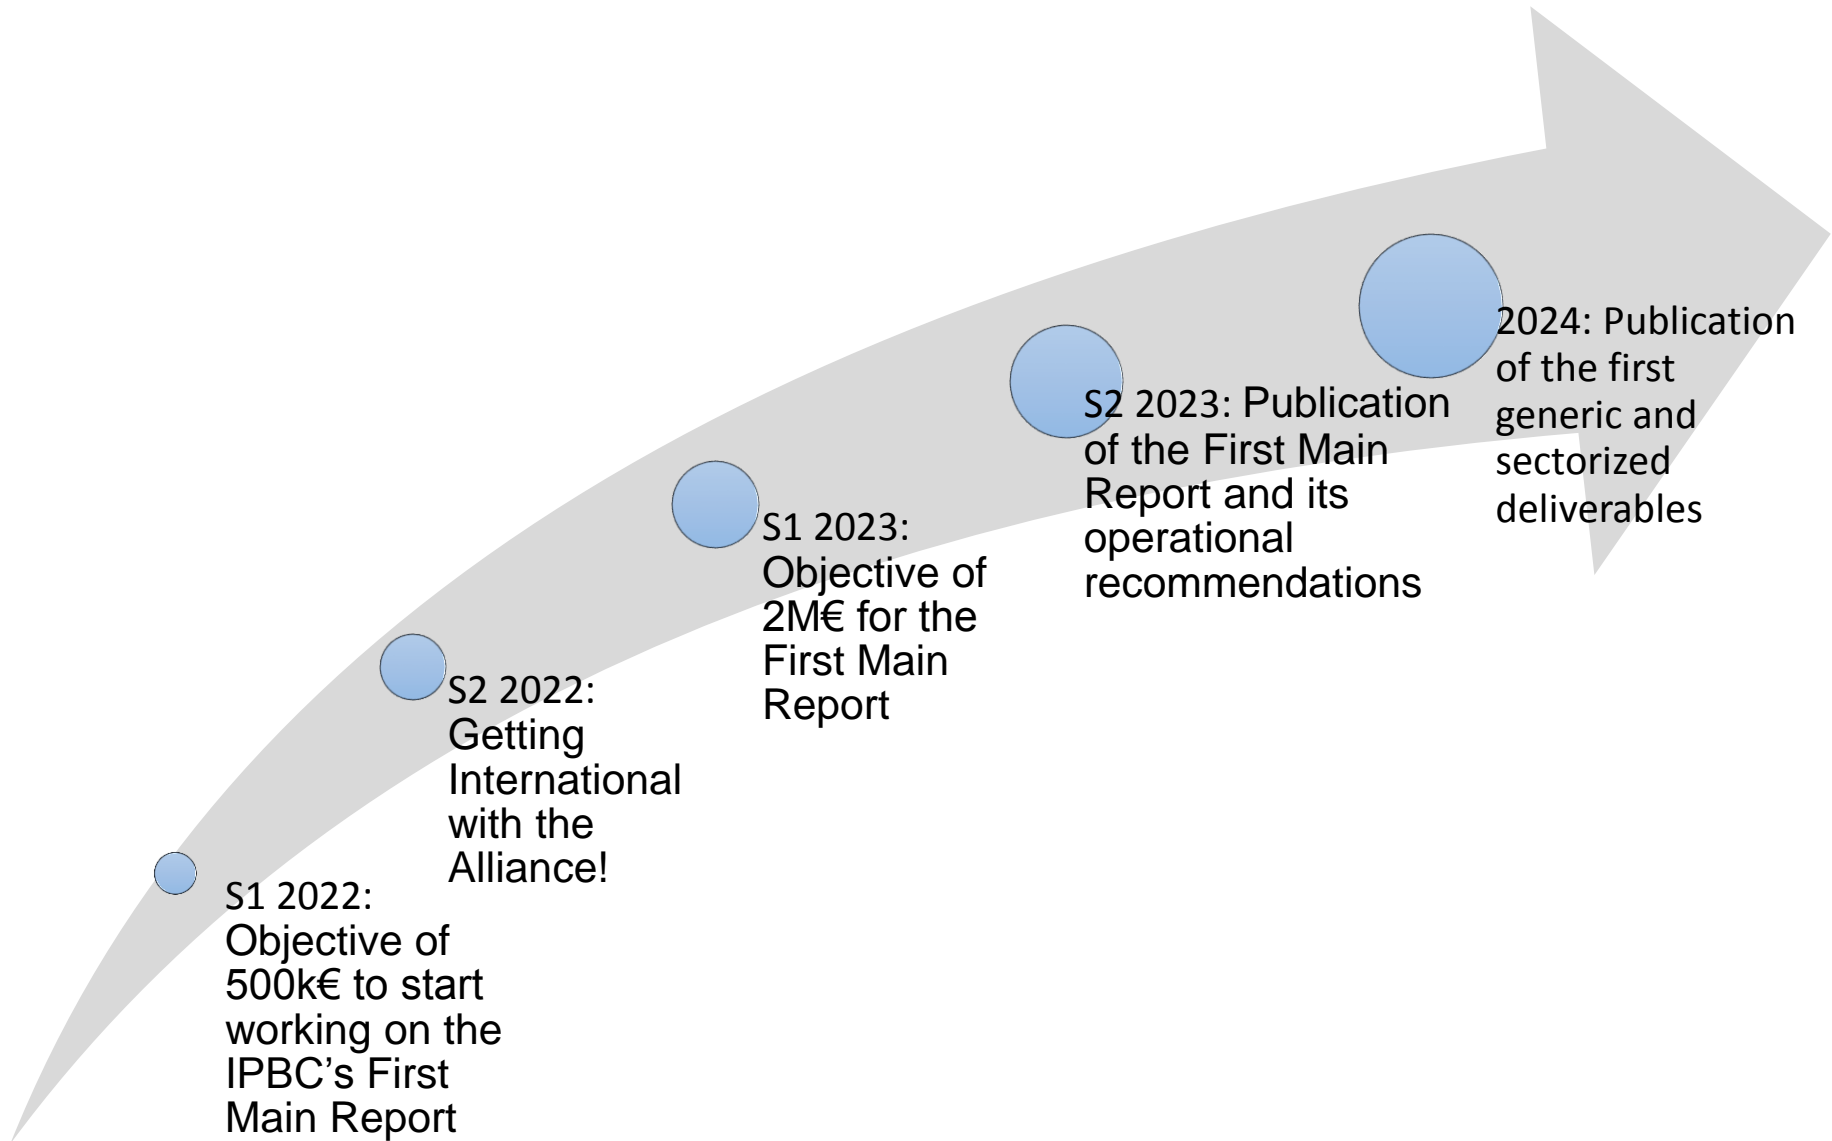 S1 2022:
Objective of
500k€ to start
working on the
IPBC’s First
Main Report
S2 2022:
Getting
International
with the
Alliance!
S1 2023:
Objective of
2M€ for the
First Main
Report
S2 2023: Publication
of the First Main
Report and its
operational
recommendations
2024: Publication
of the first
generic and
sectorized
deliverables